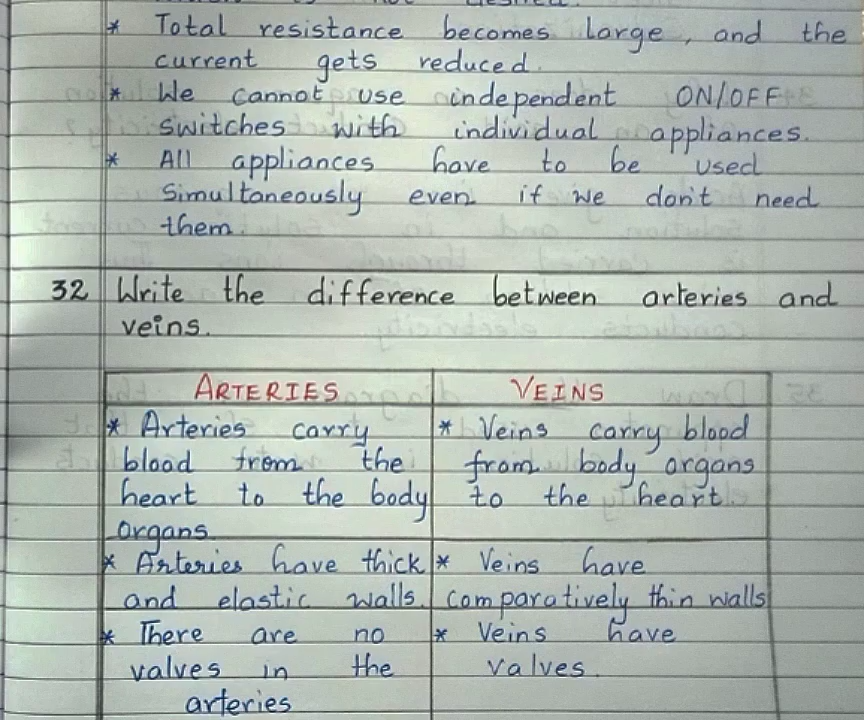 * Total resistance becomes large, and the
current gets reduced.
* We cannot use independent ON/OFF
switches with individual appliances.
* All appliances have to be used
simultaneously even if we don't need
them.
32 Write the difference between arteries and
veins.
ARTERIES
* Arteries carry
blood from the
heart to the body
organs.
* Arteries have thick
and elastic walls.
* There are no
valves in the
arteries
VEINS
* Veins carry blood
from body organs
to the heart.
* Veins have
comparatively thin walls
* Veins have
valves.